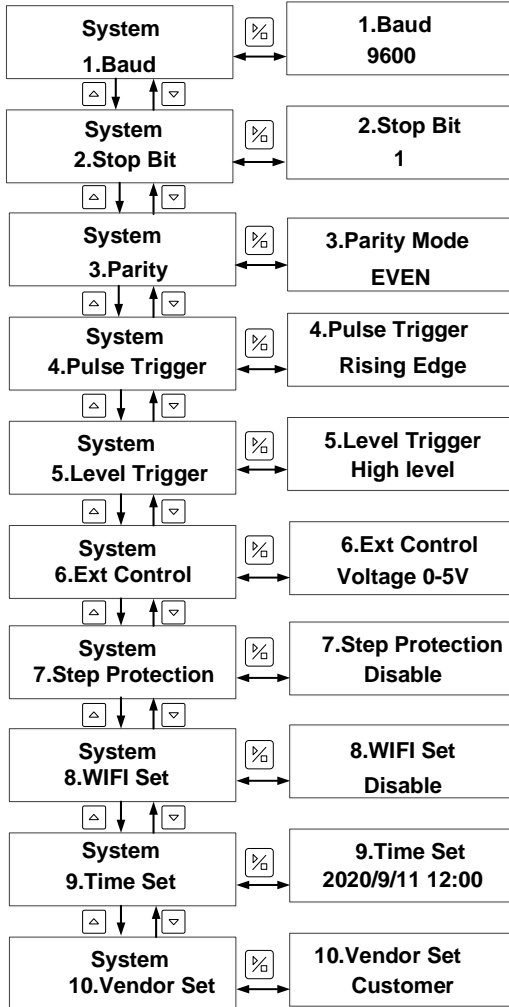 System
1.Baud
1.Baud
9600
System
2.Stop Bit
2.Stop Bit
1
System
3.Parity
3.Parity Mode
EVEN
System
4.Pulse Trigger
4.Pulse Trigger
Rising Edge
System
5.Level Trigger
5.Level Trigger
High level
System
6.Ext Control
6.Ext Control
Voltage 0-5V
System
7.Step Protection
7.Step Protection
Disable
System
8.WIFI Set
8.WIFI Set
Disable
System
9.Time Set
9.Time Set
2020/9/11 12:00
System
10.Vendor Set
10.Vendor Set
Customer